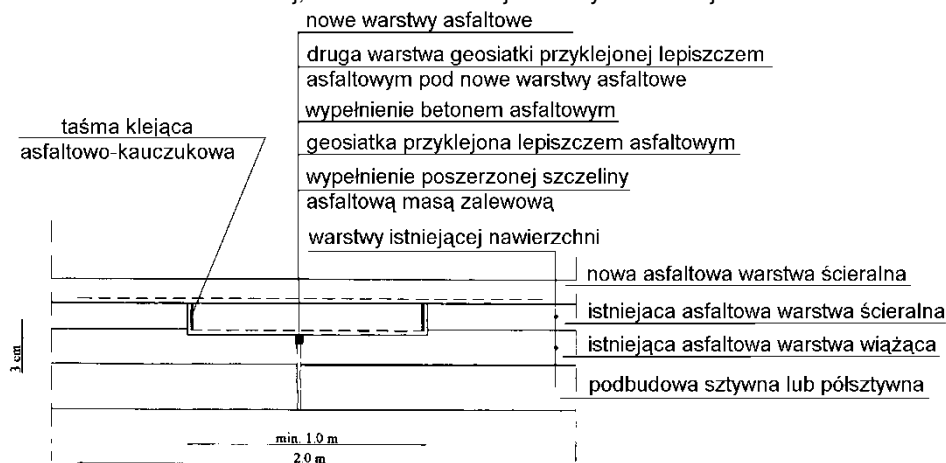 nowe warstwy asfaltowe
druga warstwa geosiatki przyklejonej lepiszczem
asfaltowym pod nowe warstwy asfaltowe
wypełnienie betonem asfaltowym
taśma klejąca
asfaltowo-kauczukowa
geosiatka przyklejona lepiszczem asfaltowym
wypełnienie poszerzonej szczeliny
asfaltową masą zalewową
warstwy istniejącej nawierzchni
nowa asfaltowa warstwa ścieralna
istniejaca asfaltowa warstwa ścieralna
istniejąca asfaltowa warstwa wiążąca
podbudowa sztywna lub półsztywna
3 cm
min. 1.0 m
2.0 m